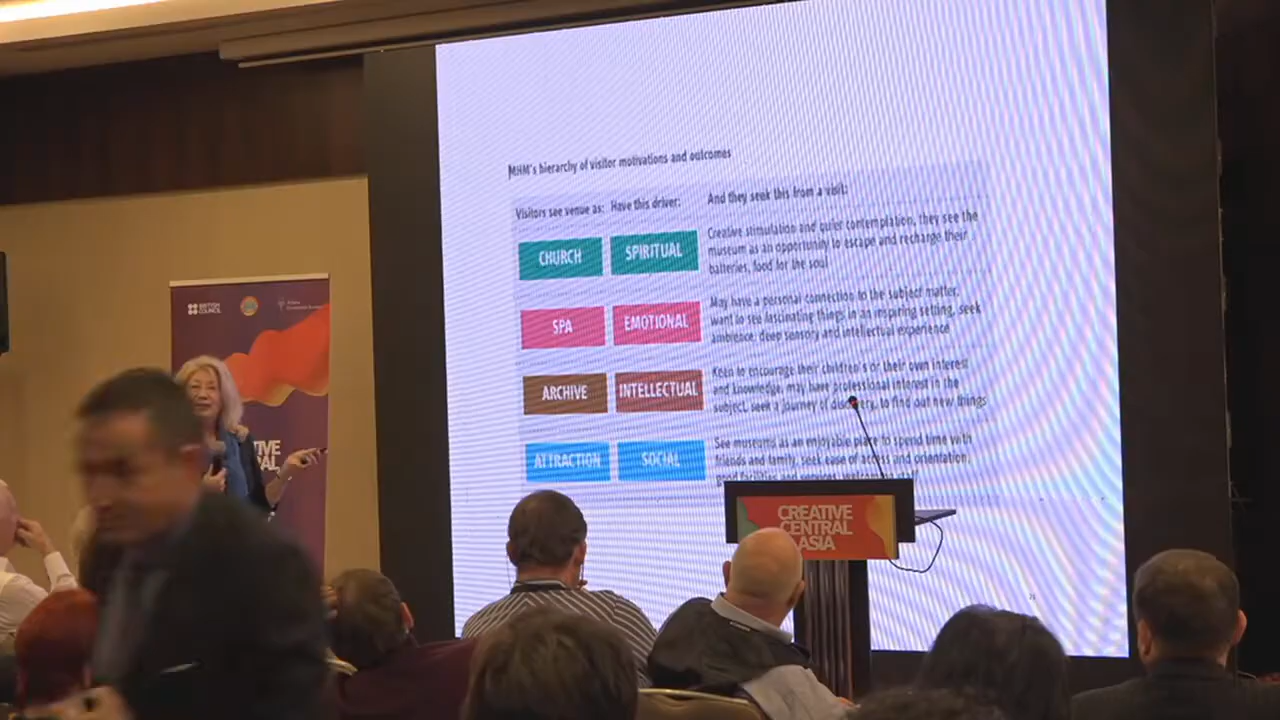 MHM's hierarchy of visitor motivations and outcomes
Visitors see venue as: Have this driver: And they seek this from a visit:
CHURCH SPIRITUAL
Creative stimulation and quiet contemplation, they see the
museum as an opportunity to escape and recharge their
batteries, food for the soul
SPA EMOTIONAL
May have a personal connection to the subject matter,
want to see fascinating things in an inspiring setting, seek
ambience, deep sensory and intellectual experience
ARCHIVE INTELLECTUAL
Keen to encourage their children's or their own interest
and knowledge, may have professional interest in the
subject, seek a journey of discovery, to find out new things
ATTRACTION SOCIAL
See museums as an enjoyable place to spend time with
friends and family, seek ease of access and orientation,
good facilities and services
BRITISH
COUNCIL
TIVE
AL
CREATIVE
CENTRAL
ASIA